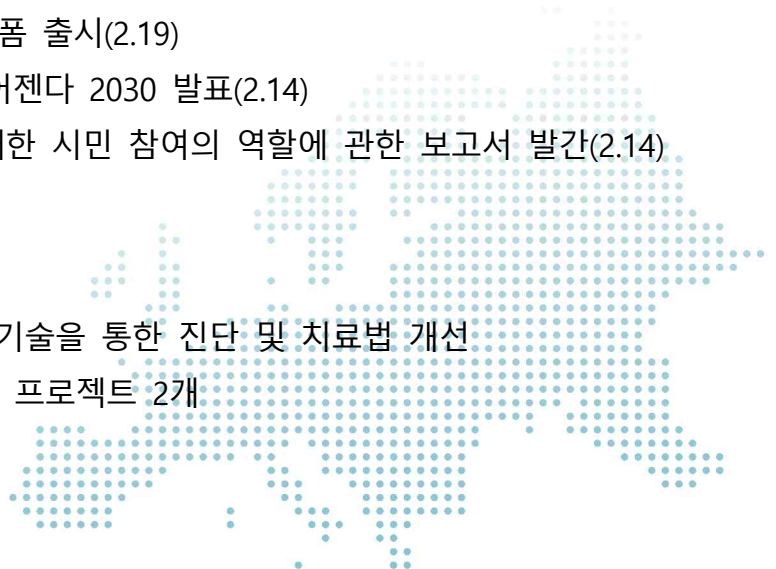 폼 출시(2.19)
어젠다 2030 발표(2.14)
위한 시민 참여의 역할에 관한 보고서 발간(2.14)
기술을 통한 진단 및 치료법 개선
프로젝트 2개